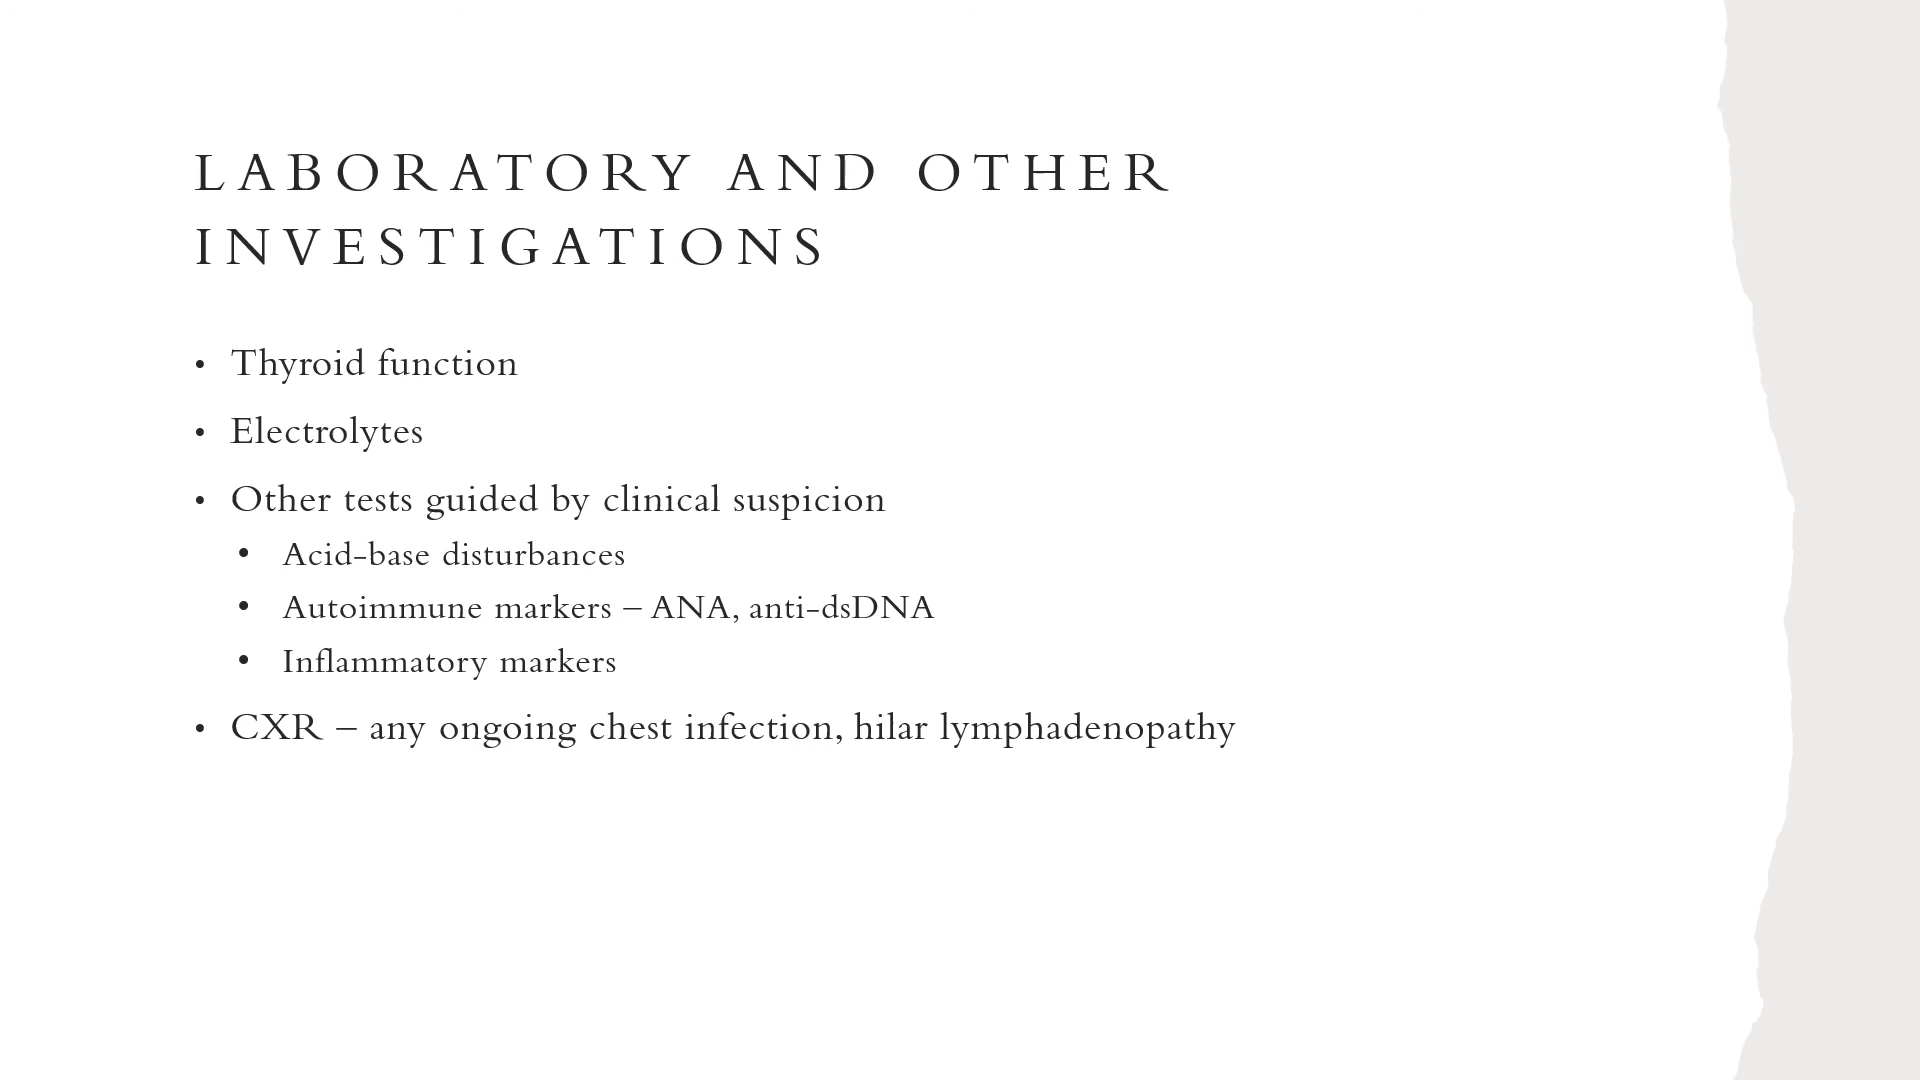 LABORATORY AND OTHER
INVESTIGATIONS
• Thyroid function
• Electrolytes
• Other tests guided by clinical suspicion
• Acid-base disturbances
• Autoimmune markers – ANA, anti-dsDNA
• Inflammatory markers
• CXR – any ongoing chest infection, hilar lymphadenopathy